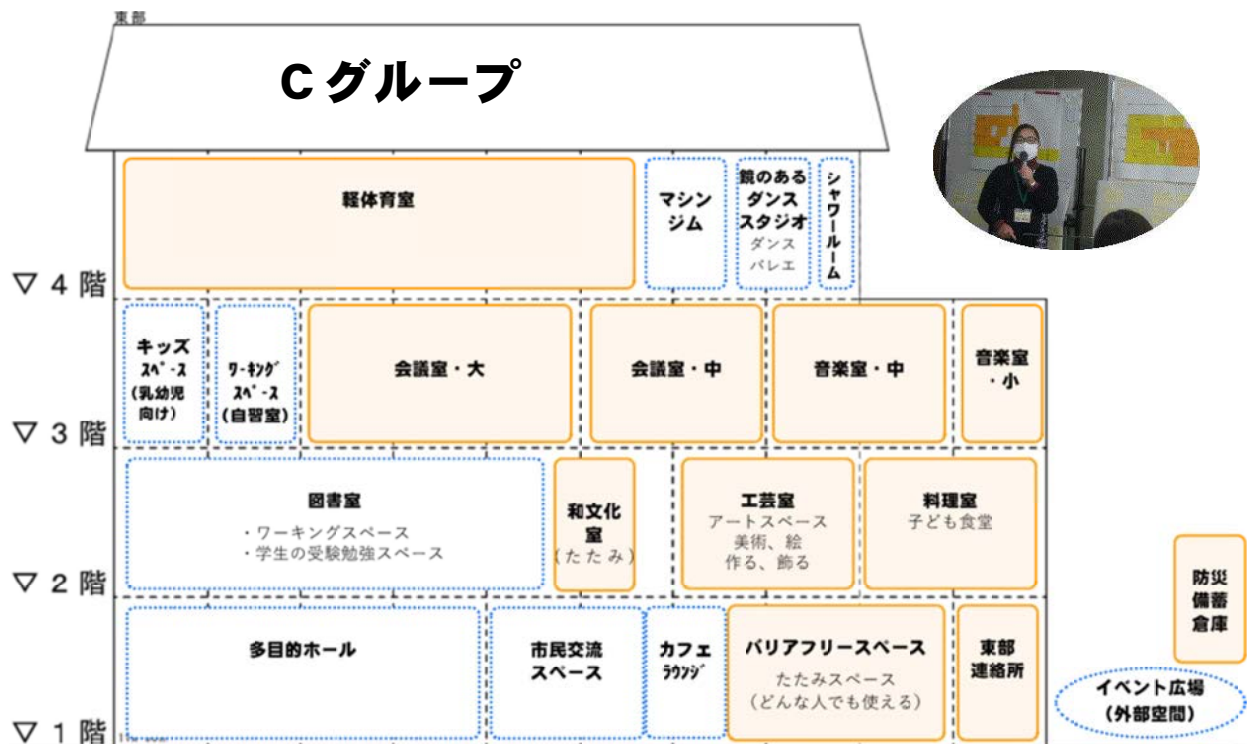 東部
Cグループ
軽体育室
マシン
ジム
鏡のある
ダンス
スタジオ
ダンス
バレエ
シャワールーム
▽ 4 階
キッズ
スペース
(乳幼児
向け)
ワーキング
スペース
(自習室)
会議室・大
会議室・中
音楽室・中
音楽室
・小
▽ 3 階
図書室
・ワーキングスペース
・学生の受験勉強スペース
和文化
室
(たたみ)
工芸室
アートスペース
美術、絵
作る、飾る
料理室
子ども食堂
▽ 2 階
多目的ホール
市民交流
スペース
カフェ
ラウンジ
バリアフリースペース
たたみスペース
(どんな人でも使える)
東部
連絡所
▽ 1 階
防災
備蓄
倉庫
イベント広場
(外部空間)